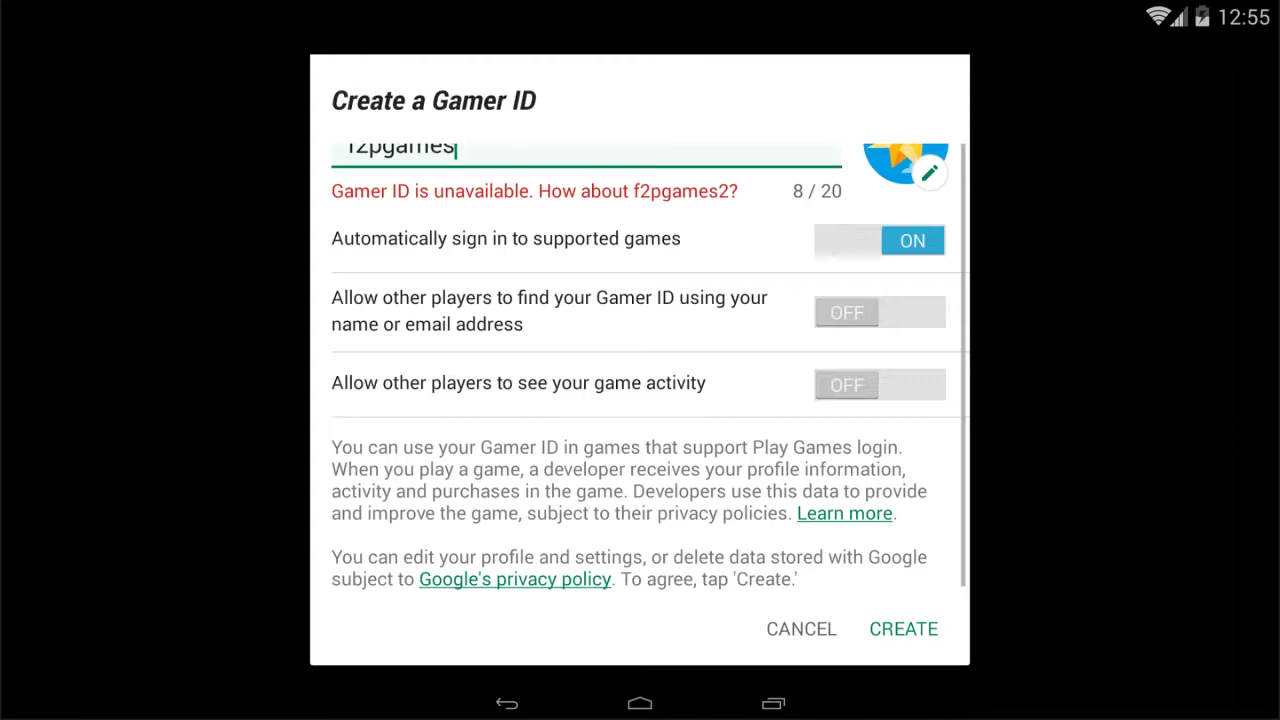 12:55
Create a Gamer ID
f2pgames
Gamer ID is unavailable. How about f2pgames2?
8 / 20
Automatically sign in to supported games
ON
Allow other players to find your Gamer ID using your
name or email address
OFF
Allow other players to see your game activity
OFF
You can use your Gamer ID in games that support Play Games login.
When you play a game, a developer receives your profile information,
activity and purchases in the game. Developers use this data to provide
and improve the game, subject to their privacy policies. Learn more.
You can edit your profile and settings, or delete data stored with Google
subject to Google's privacy policy. To agree, tap 'Create.'
CANCEL
CREATE